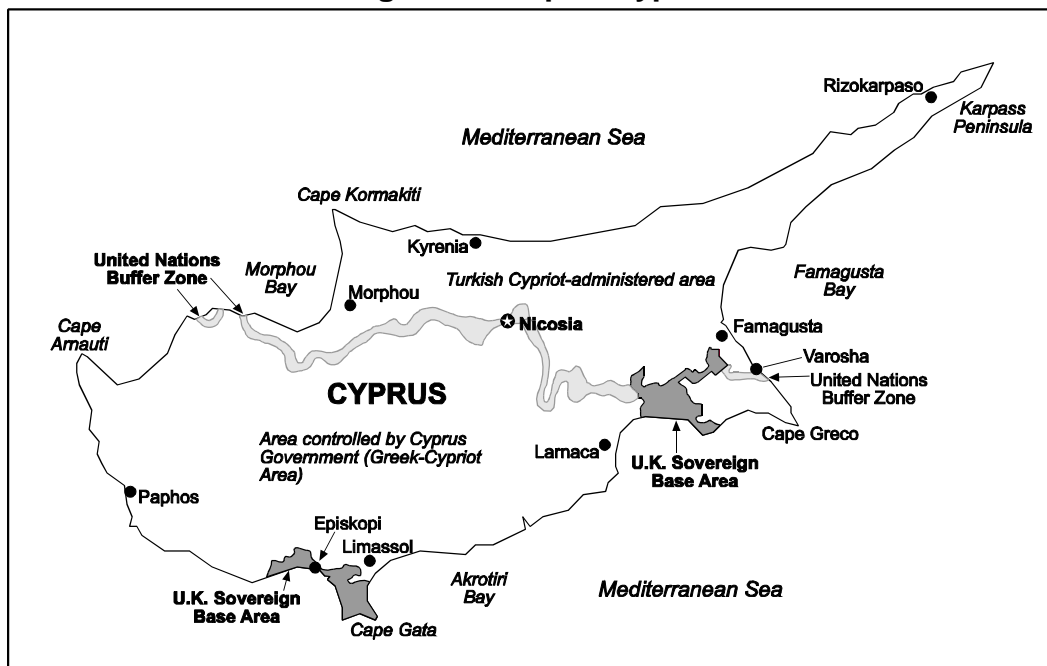 Rizokarpaso
Karpass
Peninsula
Mediterranean Sea
Cape Kormakiti
Kyrenia
United Nations
Buffer Zone
Morphou
Bay
Turkish Cypriot-administered area
Famagusta
Bay
Morphou
Cape
Arnauti
Nicosia
Famagusta
Varosha
United Nations
Buffer Zone
CYPRUS
Cape Greco
Area controlled by Cyprus
Government (Greek-Cypriot
Area)
Larnaca
U.K. Sovereign
Base Area
Paphos
Episkopi
Limassol
Akrotiri
Bay
Mediterranean Sea
U.K. Sovereign
Base Area
Cape Gata